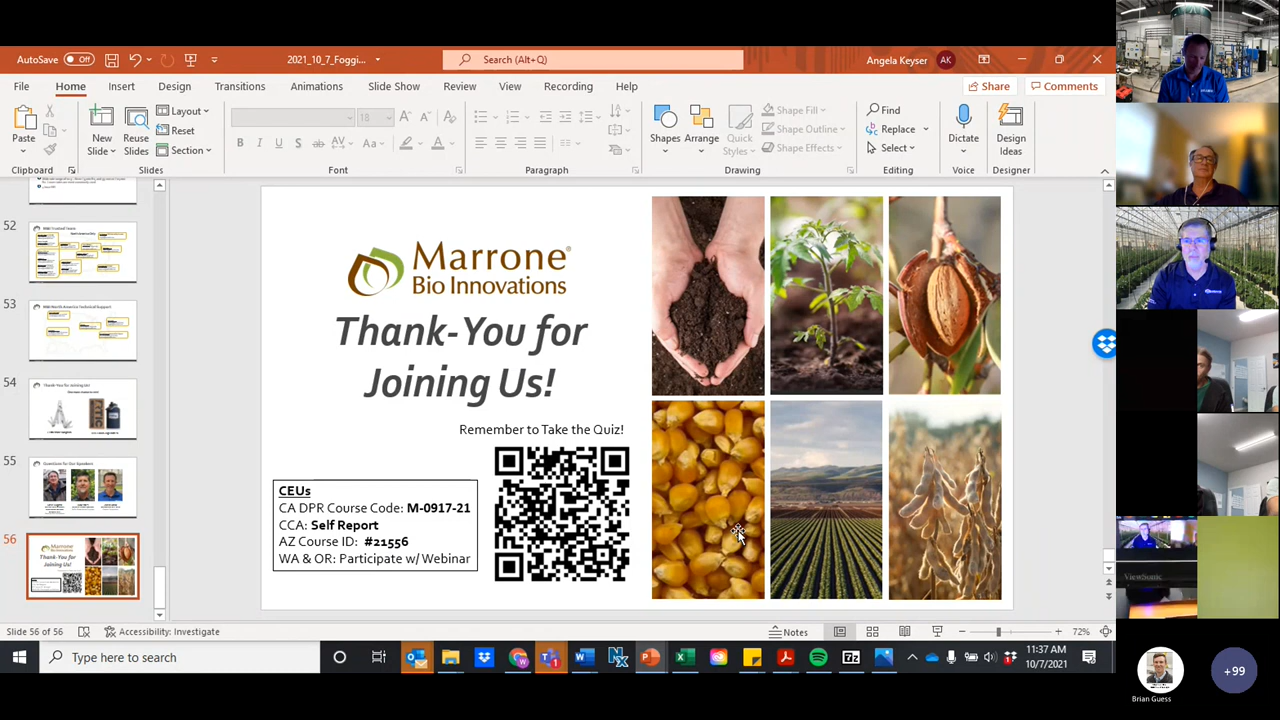 AutoSave Off
2021_10_7_Foggi...
Search (Alt+Q)
Angela Keyser AK
File Home Insert Design Transitions Animations Slide Show Review View Recording Help Share Comments
Paste
New Slide
Reuse Slides
Layout
Reset
Section
18
Shapes
Arrange
Quick Styles
Shape Fill
Shape Outline
Shape Effects
Find
Replace
Select
Dictate
Design Ideas
Clipboard Slides Font Paragraph Drawing Editing Voice Designer
52
53
54
55
56
Marrone®
Bio Innovations
Thank-You for
Joining Us!
Remember to Take the Quiz!
CEUs
CA DPR Course Code: M-0917-21
CCA: Self Report
AZ Course ID: #21556
WA & OR: Participate w/ Webinar
Slide 56 of 56
Accessibility: Investigate
Notes
72%
Type here to search
11:37 AM
10/7/2021
ViewSonic
Brian Guess
+99